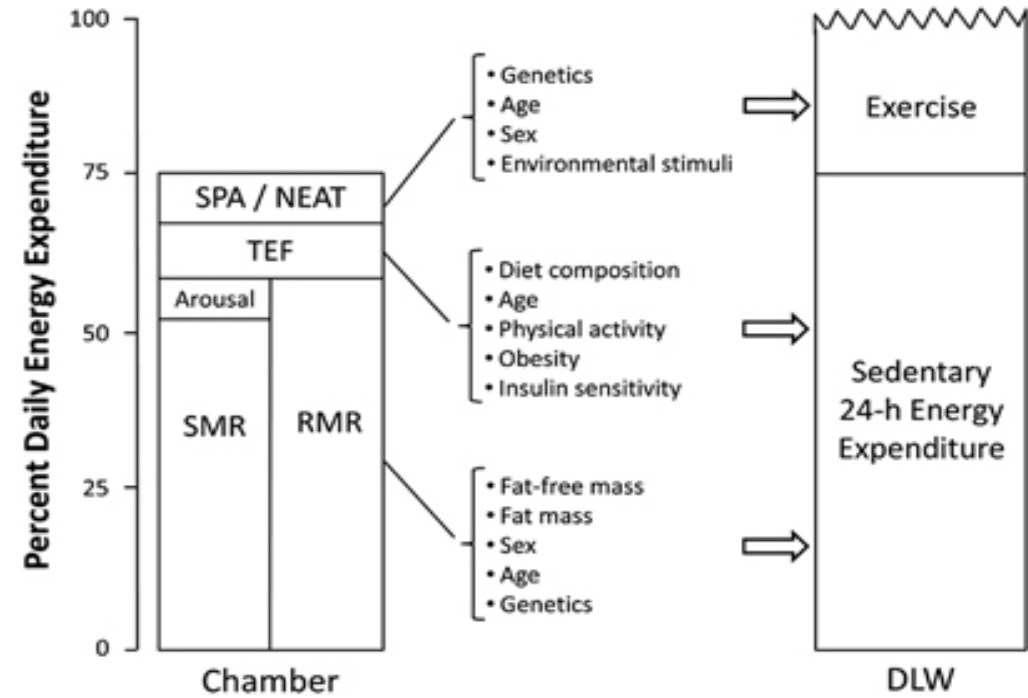 Percent Daily Energy Expenditure
100
75
50
25
0
SPA / NEAT
TEF
Arousal
SMR
RMR
Chamber
• Genetics
• Age
• Sex
• Environmental stimuli
• Diet composition
• Age
• Physical activity
• Obesity
• Insulin sensitivity
• Fat-free mass
• Fat mass
• Sex
• Age
• Genetics
Exercise
Sedentary
24-h Energy
Expenditure
DLW